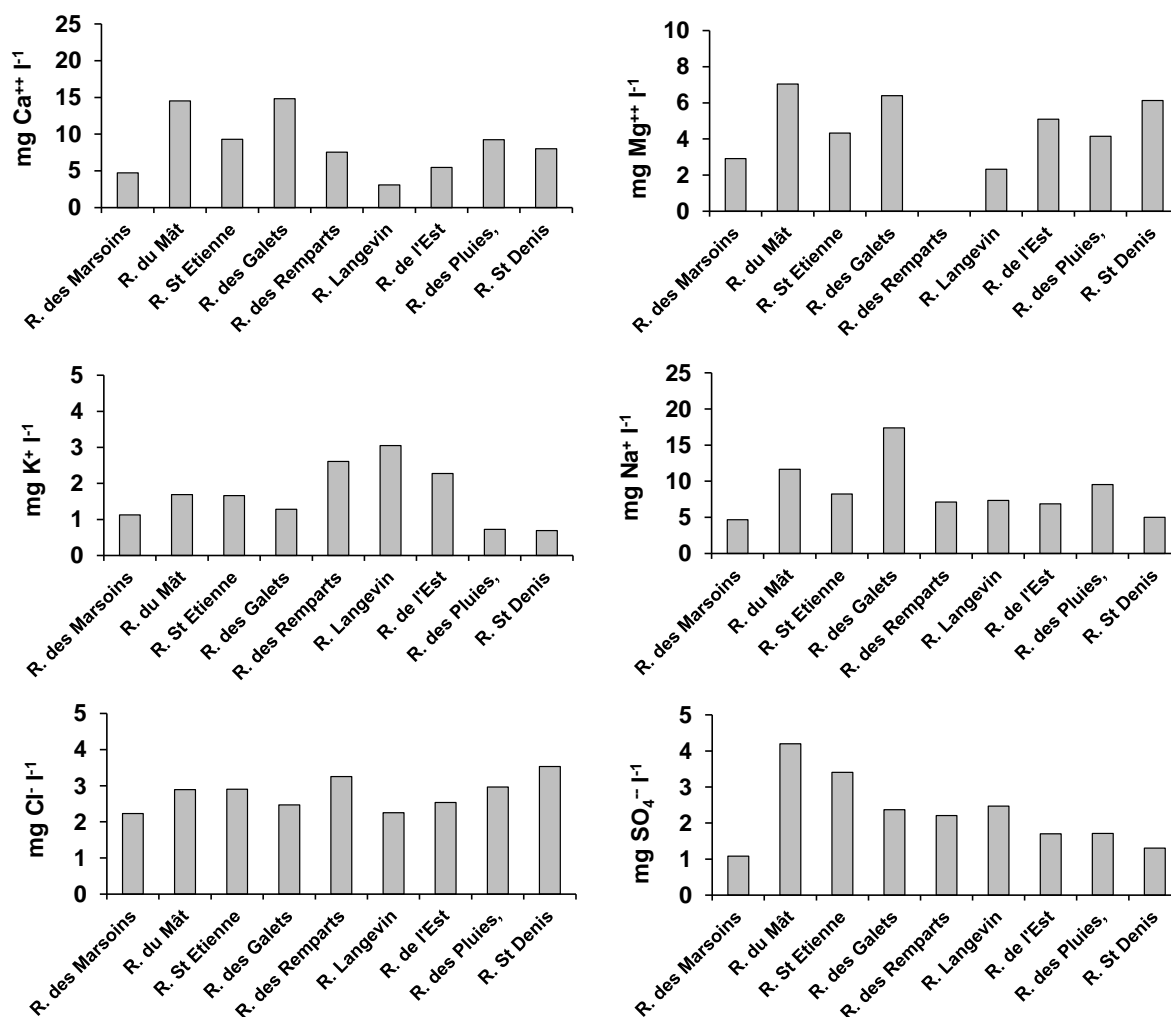 mg Ca⁺⁺ l⁻¹
25
20
15
10
5
0
R. des Marsoins
R. du Mât
R. St Etienne
R. des Galets
R. des Remparts
R. Langevin
R. de l'Est
R. des Pluies,
R. St Denis
mg Mg⁺⁺ l⁻¹
10
8
6
4
2
0
R. des Marsoins
R. du Mât
R. St Etienne
R. des Galets
R. des Remparts
R. Langevin
R. de l'Est
R. des Pluies,
R. St Denis
mg K⁺ l⁻¹
5
4
3
2
1
0
R. des Marsoins
R. du Mât
R. St Etienne
R. des Galets
R. des Remparts
R. Langevin
R. de l'Est
R. des Pluies,
R. St Denis
mg Na⁺ l⁻¹
25
20
15
10
5
0
R. des Marsoins
R. du Mât
R. St Etienne
R. des Galets
R. des Remparts
R. Langevin
R. de l'Est
R. des Pluies,
R. St Denis
mg Cl⁻ l⁻¹
5
4
3
2
1
0
R. des Marsoins
R. du Mât
R. St Etienne
R. des Galets
R. des Remparts
R. Langevin
R. de l'Est
R. des Pluies,
R. St Denis
mg SO₄⁻⁻ l⁻¹
5
4
3
2
1
0
R. des Marsoins
R. du Mât
R. St Etienne
R. des Galets
R. des Remparts
R. Langevin
R. de l'Est
R. des Pluies,
R. St Denis